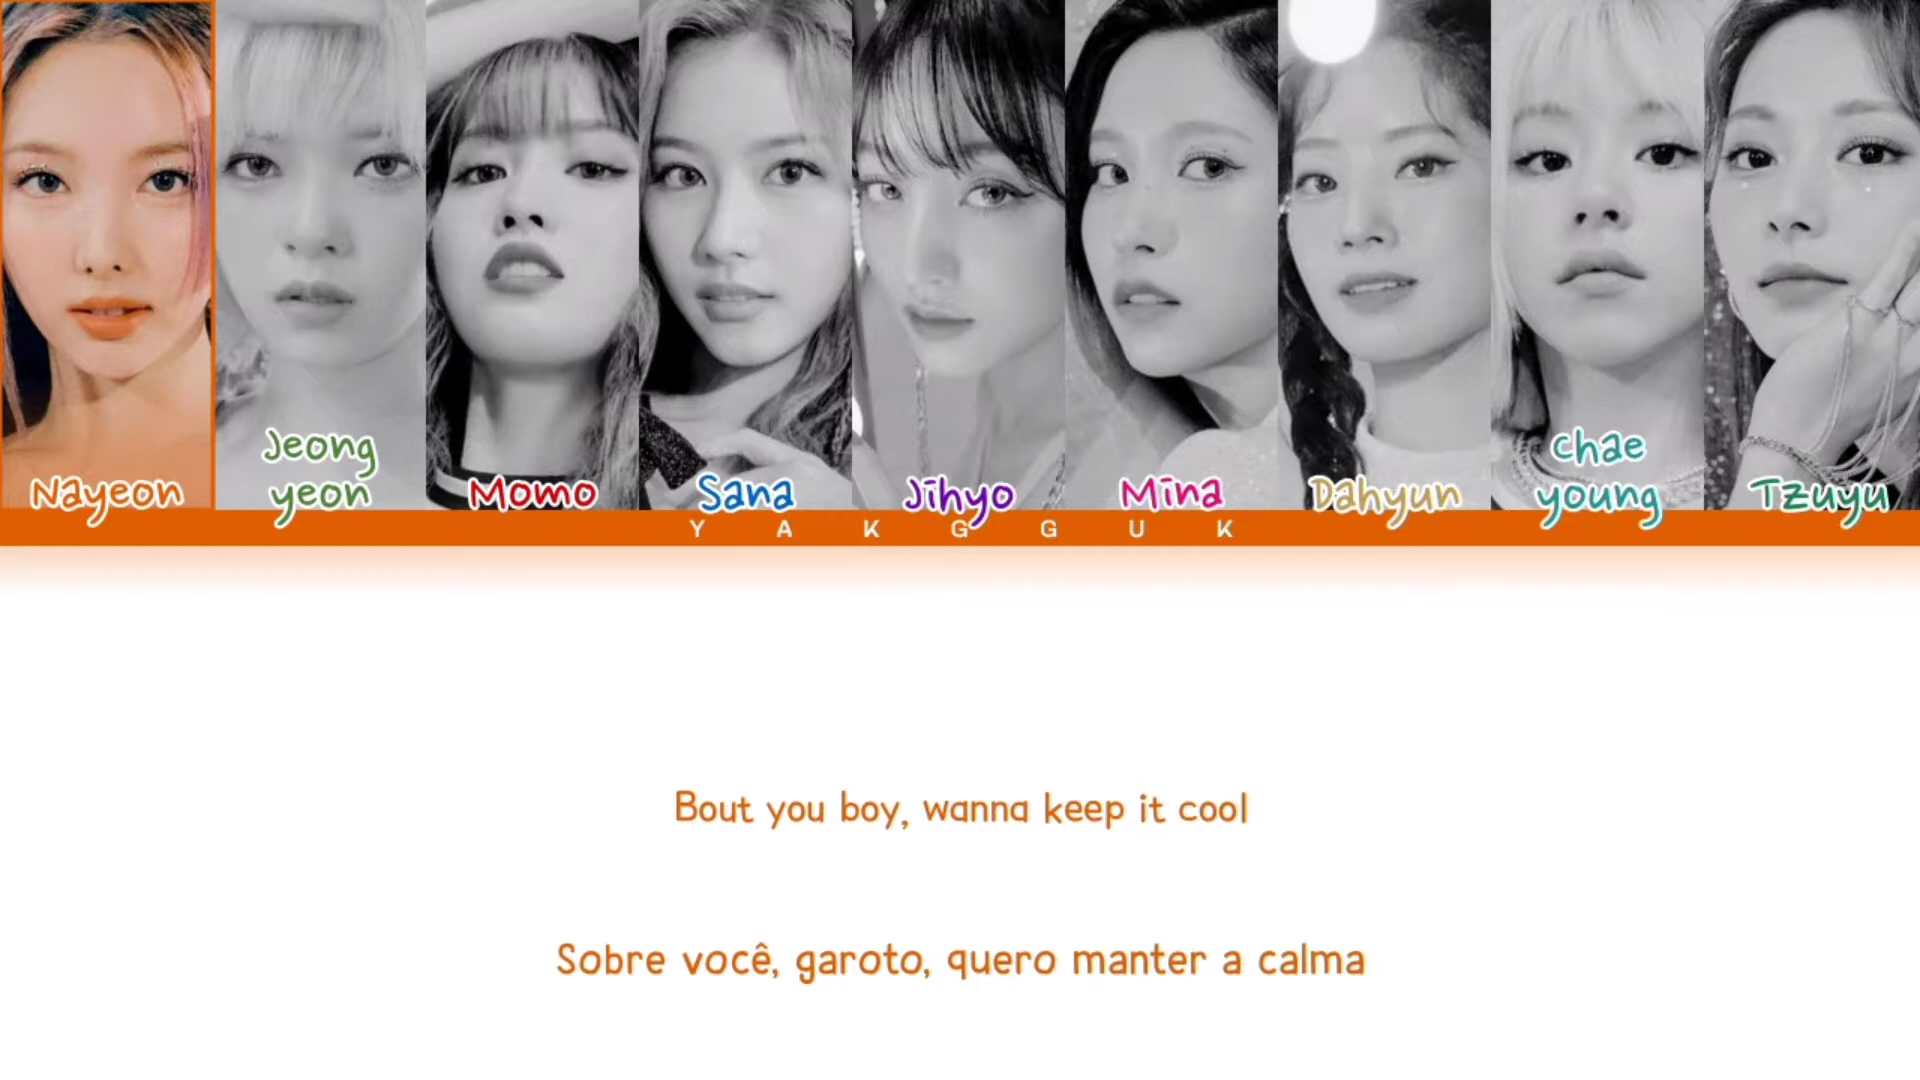 Nayeon
Jeong
yeon
Momo
Sana
Jihyo
Mina
Dahyun
Chae
young
Tzuyu
YAKGGUK
Bout you boy, wanna keep it cool
Sobre você, garoto, quero manter a calma